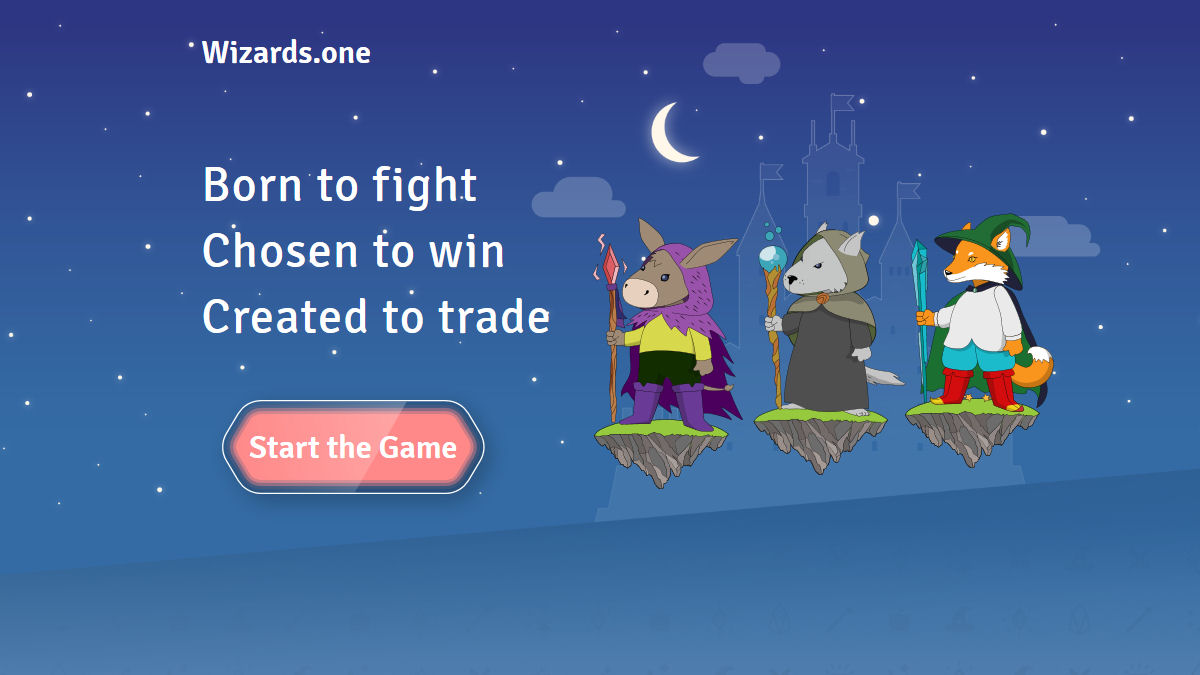 Wizards.one
Born to fight
Chosen to win
Created to trade
Start the Game